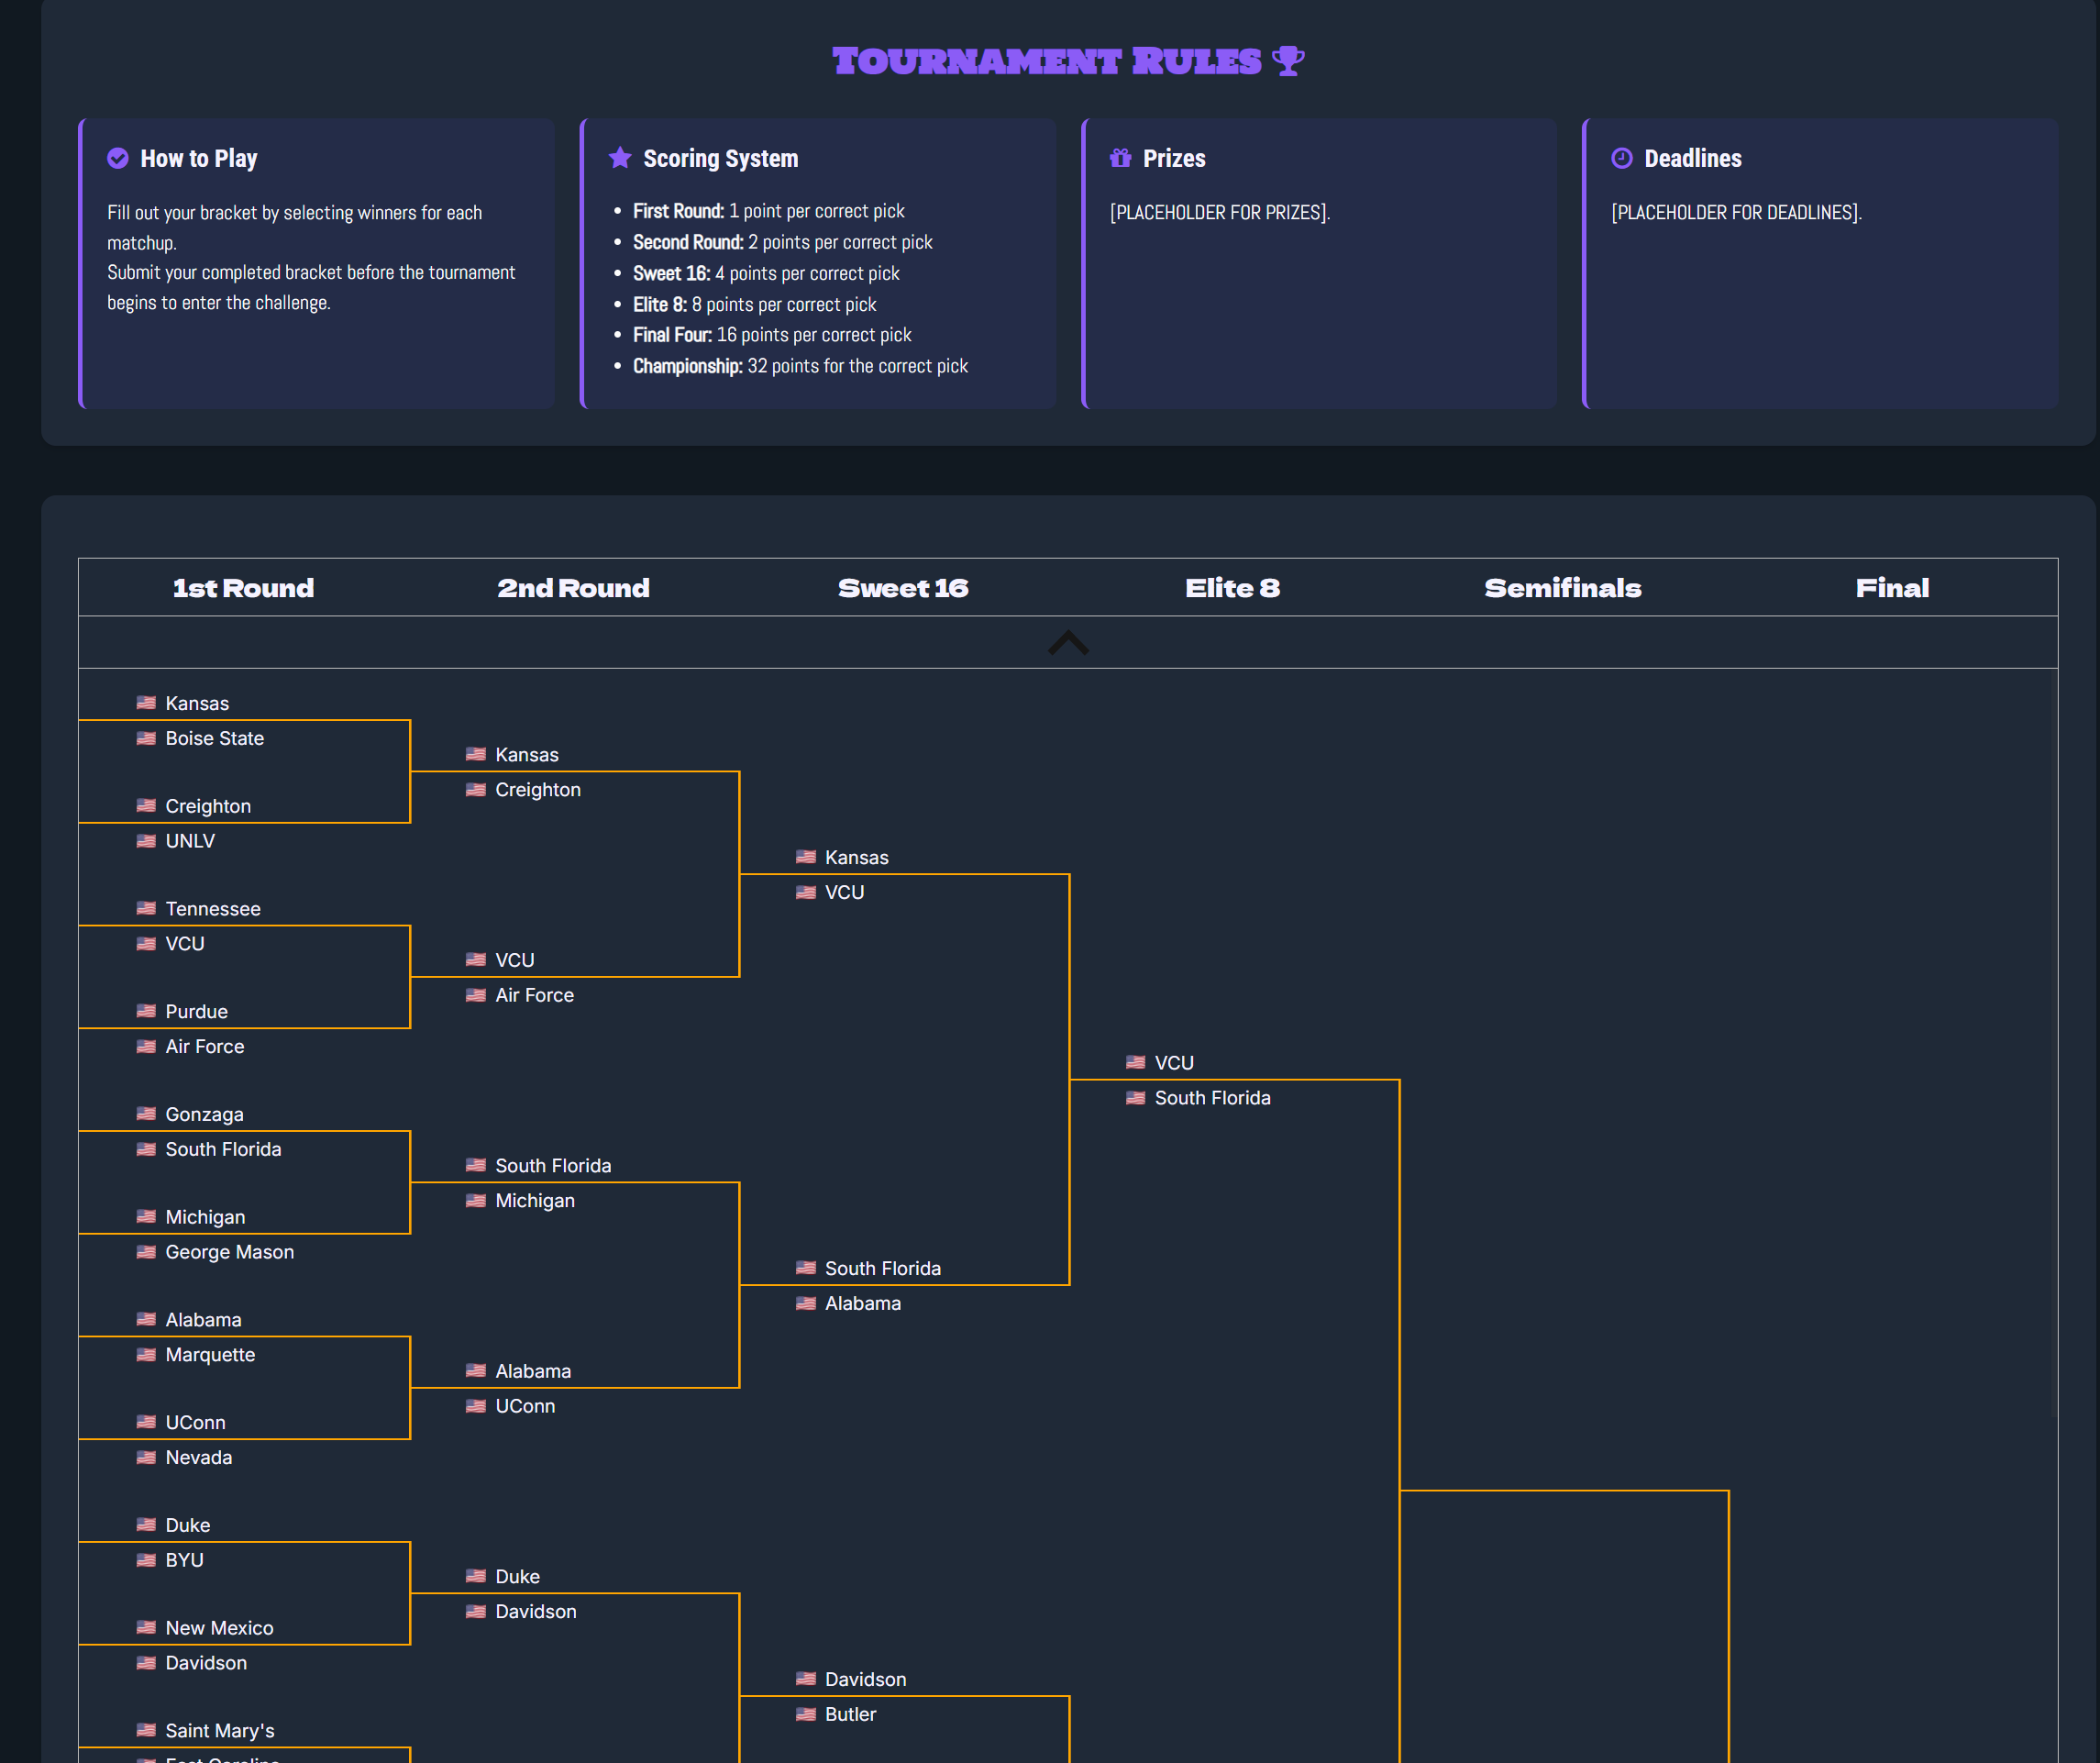 Tournament Rules
How to Play
Fill out your bracket by selecting winners for each
matchup.
Submit your completed bracket before the tournament
begins to enter the challenge.
Scoring System
First Round: 1 point per correct pick
Second Round: 2 points per correct pick
Sweet 16: 4 points per correct pick
Elite 8: 8 points per correct pick
Final Four: 16 points per correct pick
Championship: 32 points for the correct pick
Prizes
[PLACEHOLDER FOR PRIZES].
Deadlines
[PLACEHOLDER FOR DEADLINES].
1st Round
2nd Round
Sweet 16
Elite 8
Semifinals
Final
Kansas
Boise State
Creighton
UNLV
Tennessee
VCU
Purdue
Air Force
Gonzaga
South Florida
Michigan
George Mason
Alabama
Marquette
UConn
Nevada
Duke
BYU
New Mexico
Davidson
Saint Mary's
Kansas
Creighton
VCU
Air Force
South Florida
Michigan
Alabama
UConn
Duke
Davidson
Kansas
VCU
South Florida
Alabama
Davidson
Butler
VCU
South Florida